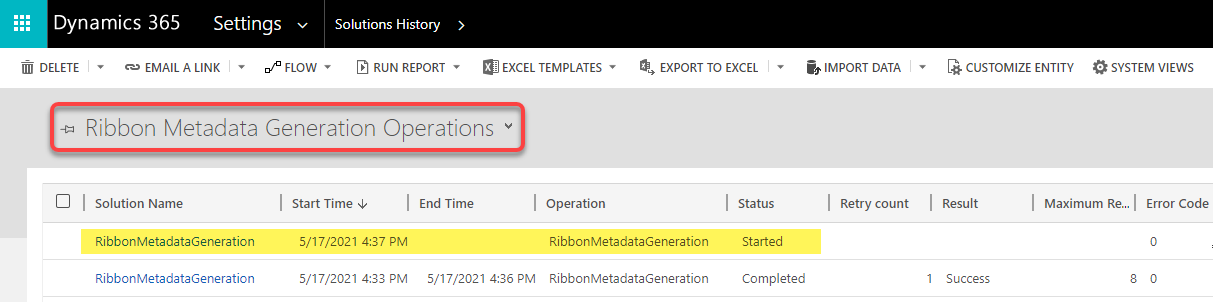 Dynamics 365 Settings Solutions History
DELETE EMAIL A LINK FLOW RUN REPORT EXCEL TEMPLATES EXPORT TO EXCEL IMPORT DATA CUSTOMIZE ENTITY SYSTEM VIEWS
Ribbon Metadata Generation Operations
Solution Name Start Time End Time Operation Status Retry count Result Maximum Re... Error Code
RibbonMetadataGeneration 5/17/2021 4:37 PM RibbonMetadataGeneration Started 0
RibbonMetadataGeneration 5/17/2021 4:33 PM 5/17/2021 4:36 PM RibbonMetadataGeneration Completed 1 Success 8 0